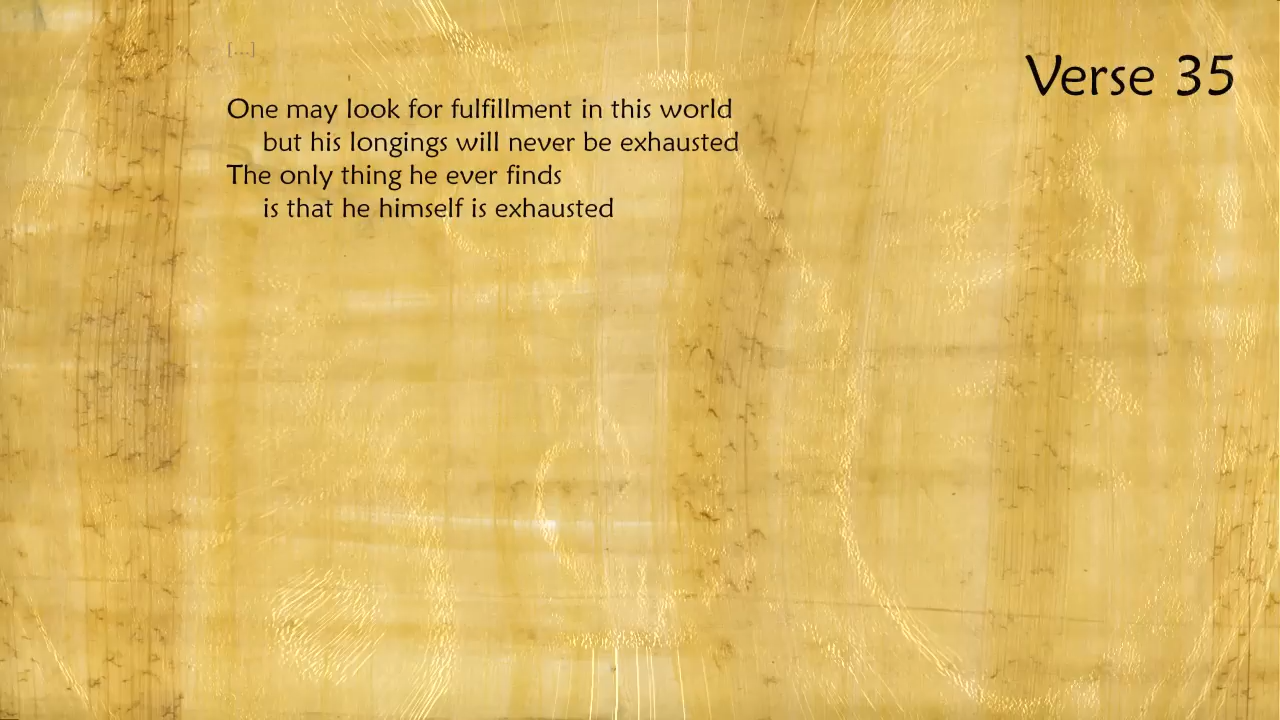 [...]
Verse 35
One may look for fulfillment in this world
but his longings will never be exhausted
The only thing he ever finds
is that he himself is exhausted